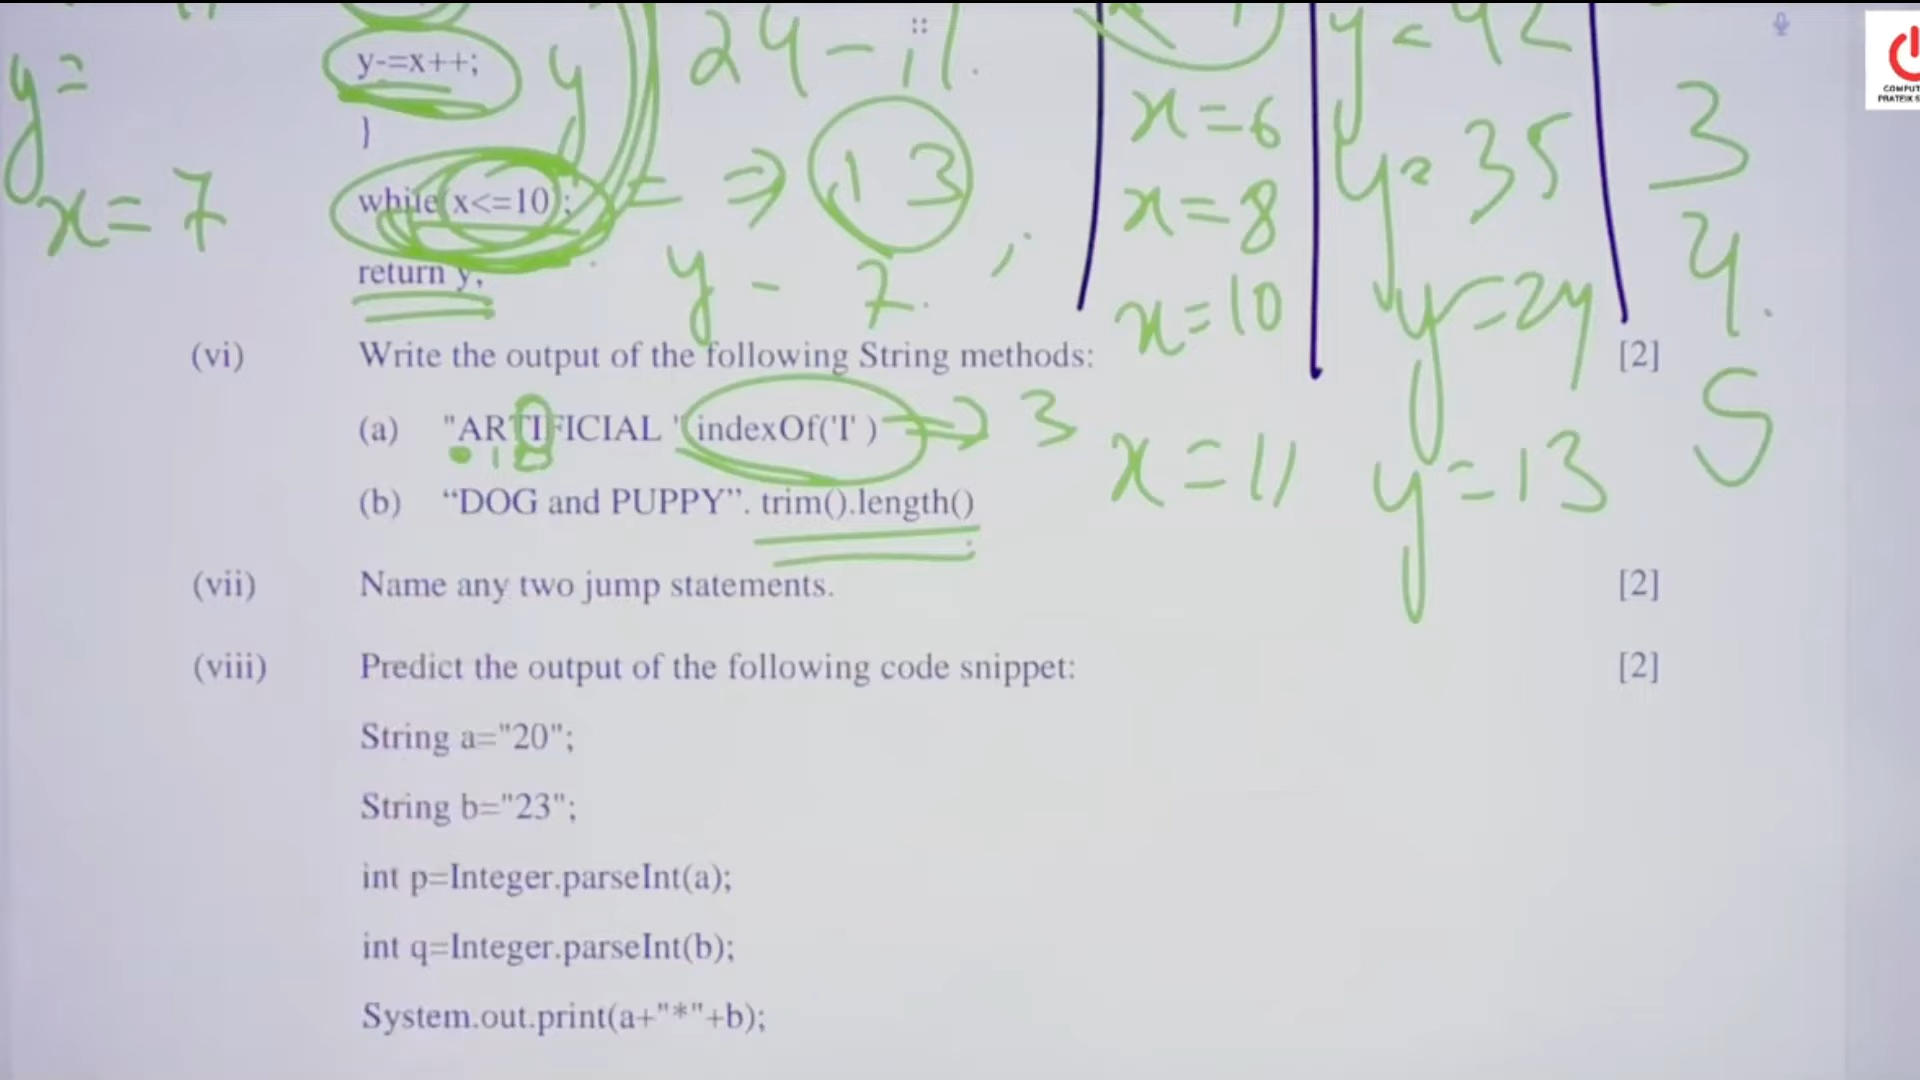 y-=x++;
}
while(x<=10);
return y;
y=
x=7
y
24-11.
=> 13
y - 7.
x=6
x=8
x=10
x=11
y=42
y=35
y=24
y=13
3
4.
5
(vi) Write the output of the following String methods: [2]
(a) "ARTIFICIAL ".indexOf('I' ) => 3
(b) “DOG and PUPPY”. trim().length()
(vii) Name any two jump statements. [2]
(viii) Predict the output of the following code snippet: [2]
String a="20";
String b="23";
int p=Integer.parseInt(a);
int q=Integer.parseInt(b);
System.out.print(a+"*"+b);